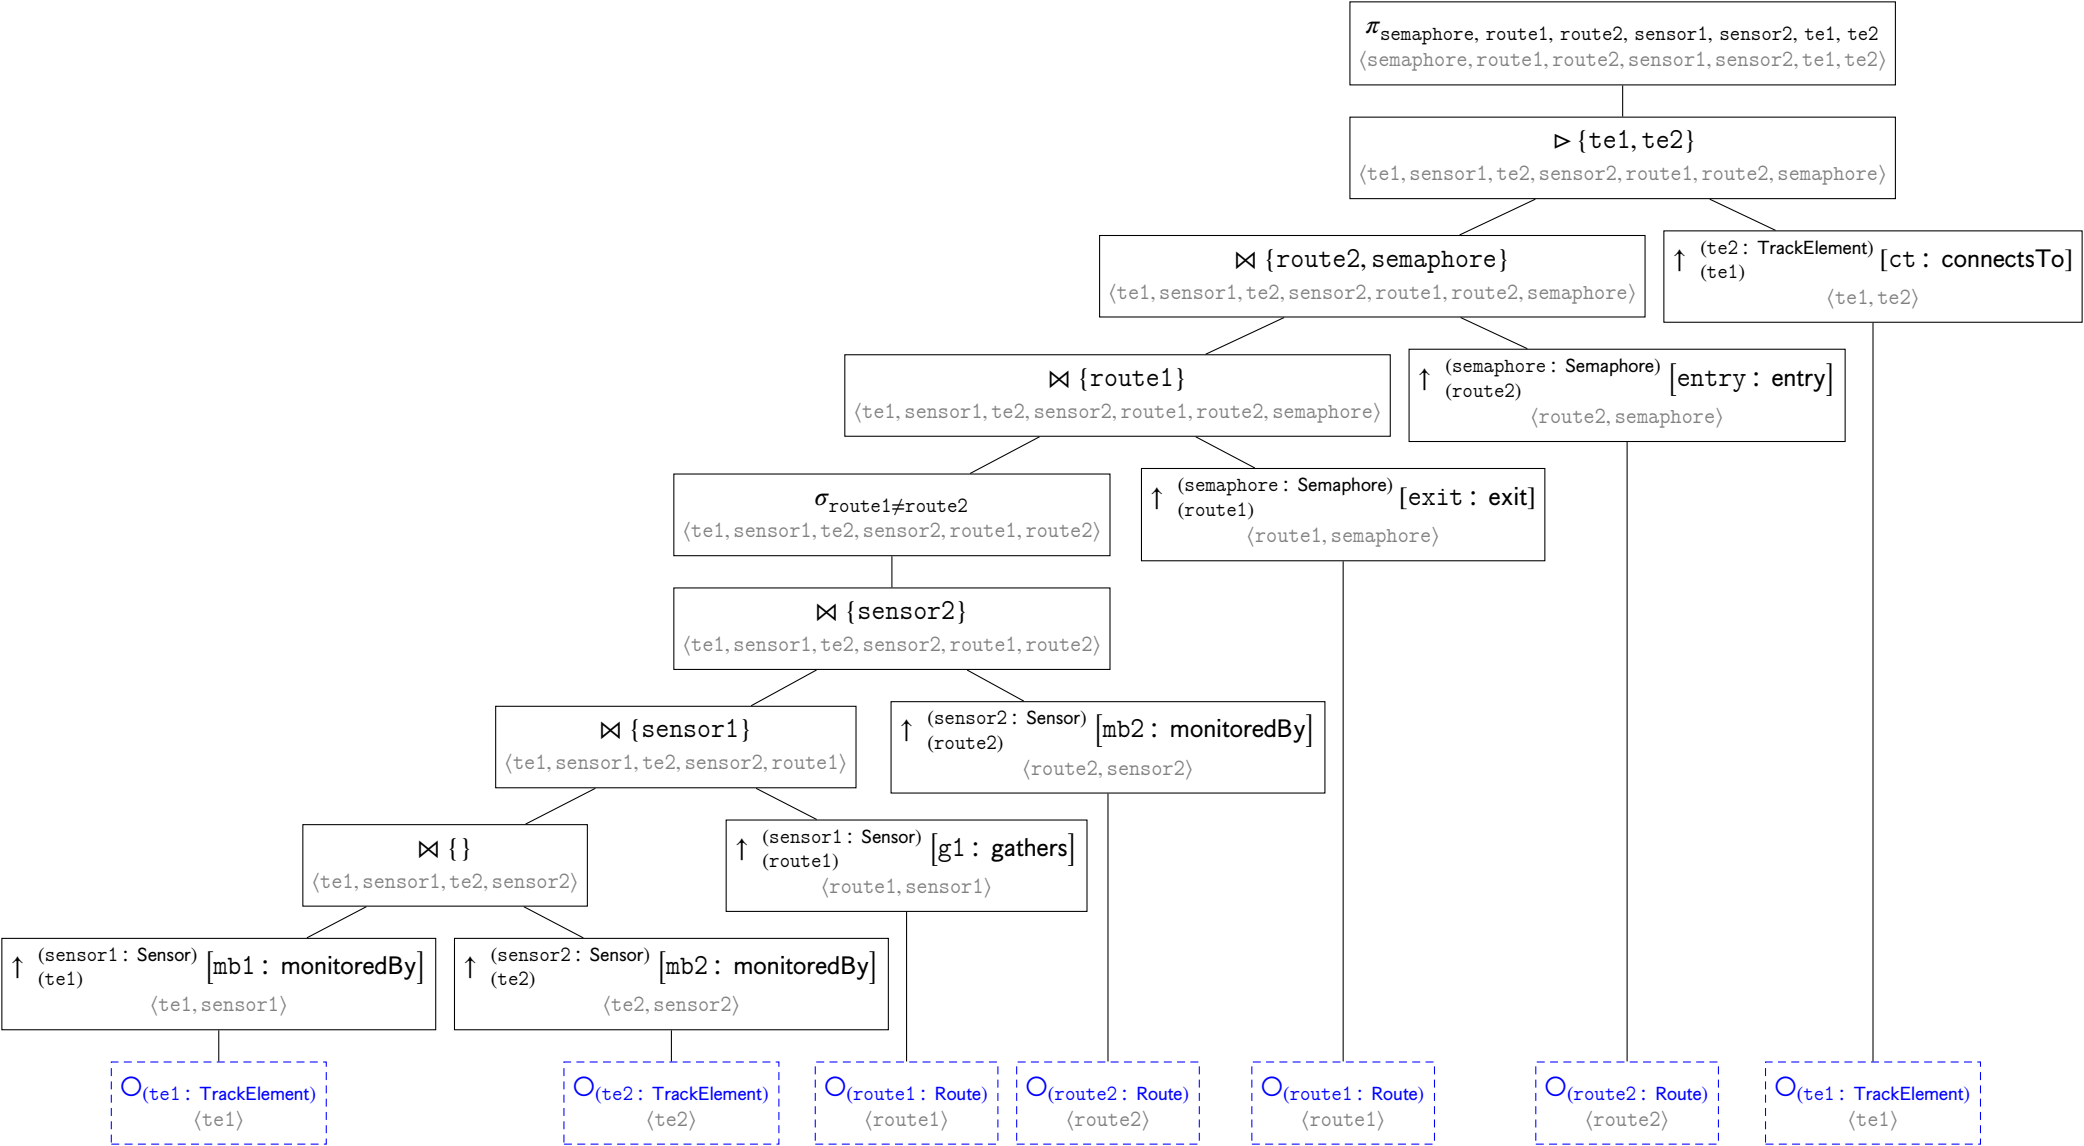 π semaphore, route1, route2, sensor1, sensor2, te1, te2
⟨semaphore, route1, route2, sensor1, sensor2, te1, te2⟩
▷ {te1, te2}
⟨te1, sensor1, te2, sensor2, route1, route2, semaphore⟩
⋈ {route2, semaphore}
⟨te1, sensor1, te2, sensor2, route1, route2, semaphore⟩
↑ (te2: TrackElement) (te1) [ct: connectsTo]
⟨te1, te2⟩
⋈ {route1}
⟨te1, sensor1, te2, sensor2, route1, route2, semaphore⟩
↑ (semaphore: Semaphore) (route2) [entry: entry]
⟨route2, semaphore⟩
σ route1≠route2
⟨te1, sensor1, te2, sensor2, route1, route2⟩
↑ (semaphore: Semaphore) (route1) [exit: exit]
⟨route1, semaphore⟩
⋈ {sensor2}
⟨te1, sensor1, te2, sensor2, route1, route2⟩
⋈ {sensor1}
⟨te1, sensor1, te2, sensor2, route1⟩
↑ (sensor2: Sensor) (route2) [mb2: monitoredBy]
⟨route2, sensor2⟩
⋈ {}
⟨te1, sensor1, te2, sensor2⟩
↑ (sensor1: Sensor) (route1) [g1: gathers]
⟨route1, sensor1⟩
↑ (sensor1: Sensor) (te1) [mb1: monitoredBy]
⟨te1, sensor1⟩
↑ (sensor2: Sensor) (te2) [mb2: monitoredBy]
⟨te2, sensor2⟩
○(te1: TrackElement)
⟨te1⟩
○(te2: TrackElement)
⟨te2⟩
○(route1: Route)
⟨route1⟩
○(route2: Route)
⟨route2⟩
○(route1: Route)
⟨route1⟩
○(route2: Route)
⟨route2⟩
○(te1: TrackElement)
⟨te1⟩